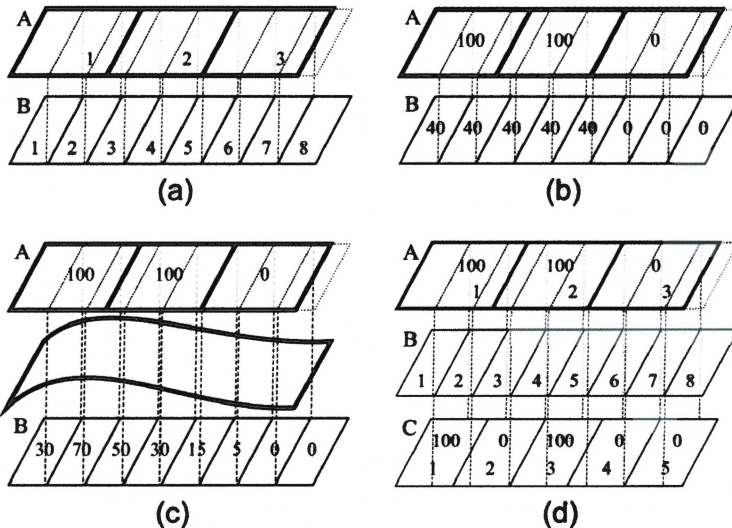 A
1 2 3
B
1 2 3 4 5 6 7 8
(a)
A
100 100 0
B
40 40 40 40 40 0 0 0
(b)
A
100 100 0
B
30 70 50 30 15 5 0 0
(c)
A
100 100 0
1 2 3
B
1 2 3 4 5 6 7 8
C
100 0 100 0 0
1 2 3 4 5
(d)